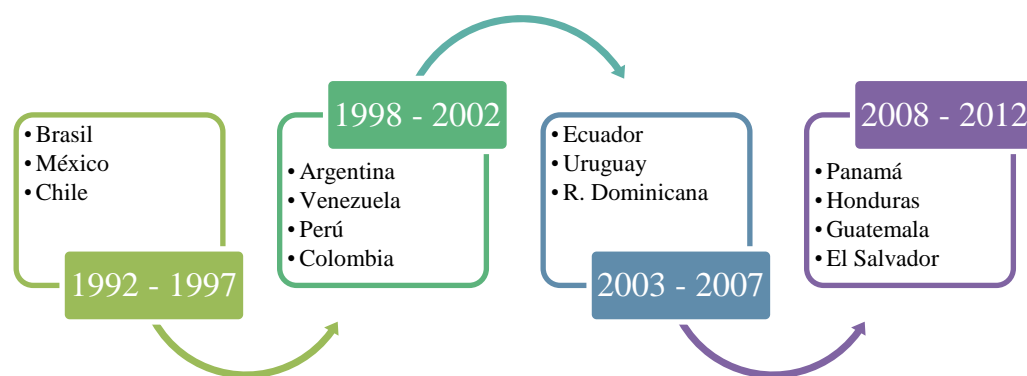 • Brasil
• México
• Chile
1992 - 1997
1998 - 2002
• Argentina
• Venezuela
• Perú
• Colombia
• Ecuador
• Uruguay
• R. Dominicana
2003 - 2007
2008 - 2012
• Panamá
• Honduras
• Guatemala
• El Salvador